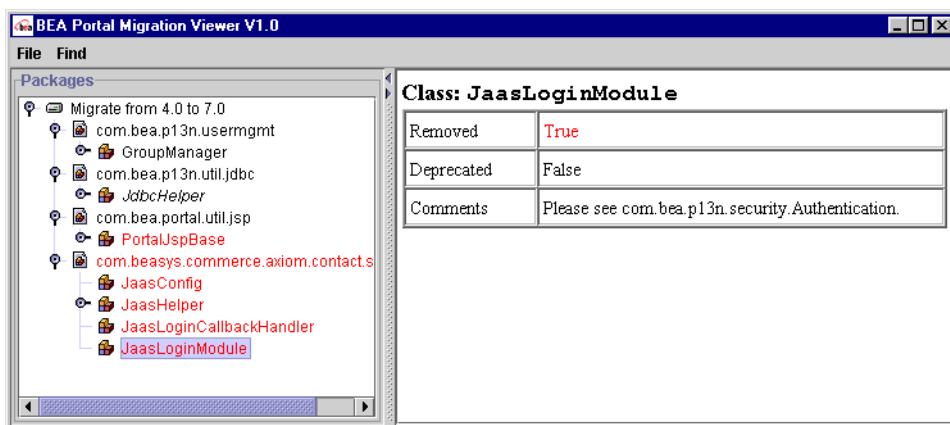 BEA Portal Migration Viewer V1.0
File Find
Packages
Migrate from 4.0 to 7.0
com.bea.p13n.usermgmt
GroupManager
com.bea.p13n.util.jdbc
JdbcHelper
com.bea.portal.util.jsp
PortalJspBase
com.beasys.commerce.axiom.contact.s
JaasConfig
JaasHelper
JaasLoginCallbackHandler
JaasLoginModule
Class: JaasLoginModule
Removed True
Deprecated False
Comments Please see com.bea.p13n.security.Authentication.